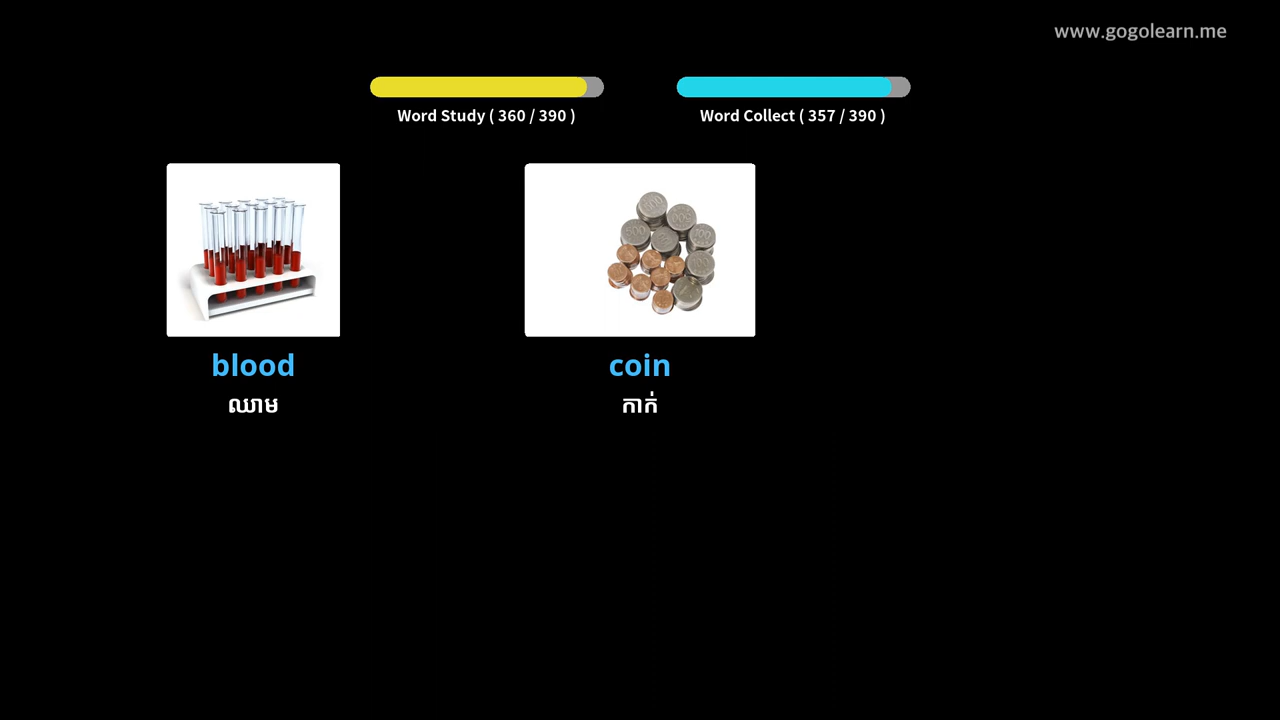 www.gogolearn.me
Word Study ( 360 / 390 )
Word Collect ( 357 / 390 )
blood
ឈាម
coin
កាក់